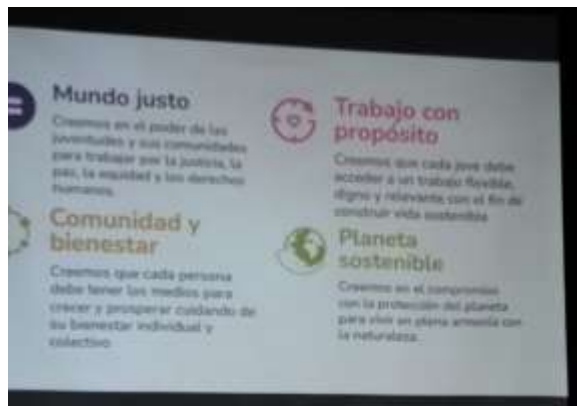 Mundo justo
Creemos en el poder de las
juventudes y sus comunidades
para trabajar por la justicia, la
paz, la equidad y los derechos
humanos.
Trabajo con
propósito
Creemos que cada jove debe
acceder a un trabajo flexible,
digno y relevante con el fin de
construir vida sostenible
Comunidad y
bienestar
Creemos que cada persona
debe tener los medios para
crecer y prosperar cuidando de
su bienestar individual y
colectivo
Planeta
sostenible
Creemos en el compromiso
con la protección del planeta
para vivir en plena armonía con
la naturaleza.